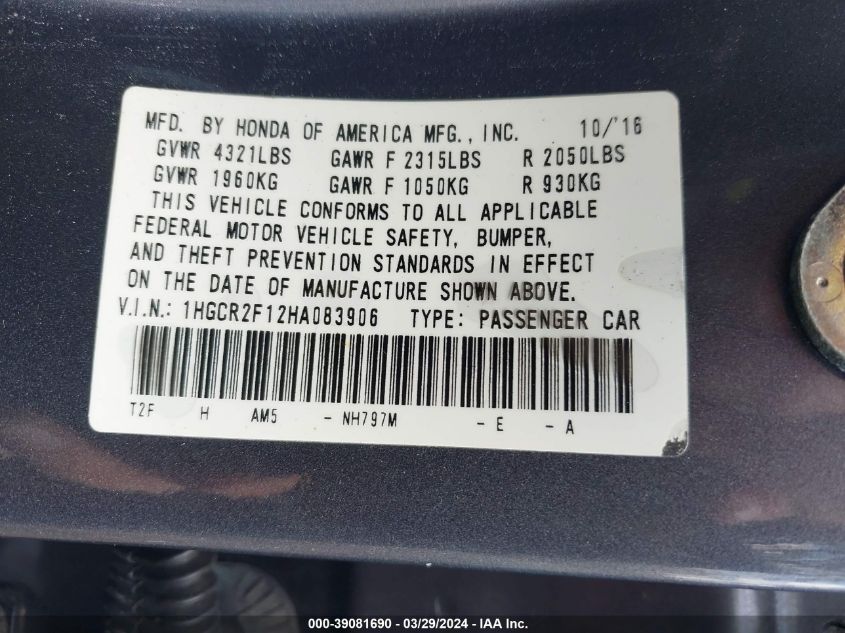 MFD. BY HONDA OF AMERICA MFG., INC. 10/'16
GVWR 4321LBS GAWR F 2315LBS R 2050LBS
GVWR 1960KG GAWR F 1050KG R 930KG
THIS VEHICLE CONFORMS TO ALL APPLICABLE
FEDERAL MOTOR VEHICLE SAFETY, BUMPER,
AND THEFT PREVENTION STANDARDS IN EFFECT
ON THE DATE OF MANUFACTURE SHOWN ABOVE.
V.I.N.: 1HGCR2F12HA083906 TYPE: PASSENGER CAR
T2F H AM5 - NH797M - E - A
000-39081690 - 03/29/2024 - IAA Inc.